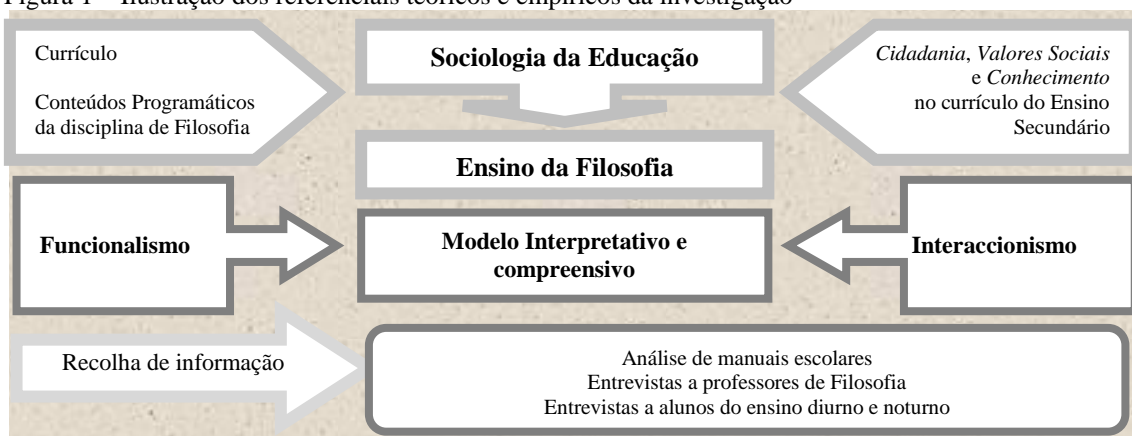 Figura 1 – Ilustração dos referenciais teóricos e empíricos da investigação
Currículo
Conteúdos Programáticos
da disciplina de Filosofia
Sociologia da Educação
Cidadania, Valores Sociais
e Conhecimento
no currículo do Ensino
Secundário
Ensino da Filosofia
Funcionalismo
Modelo Interpretativo e
compreensivo
Interaccionismo
Recolha de informação
Análise de manuais escolares
Entrevistas a professores de Filosofia
Entrevistas a alunos do ensino diurno e noturno